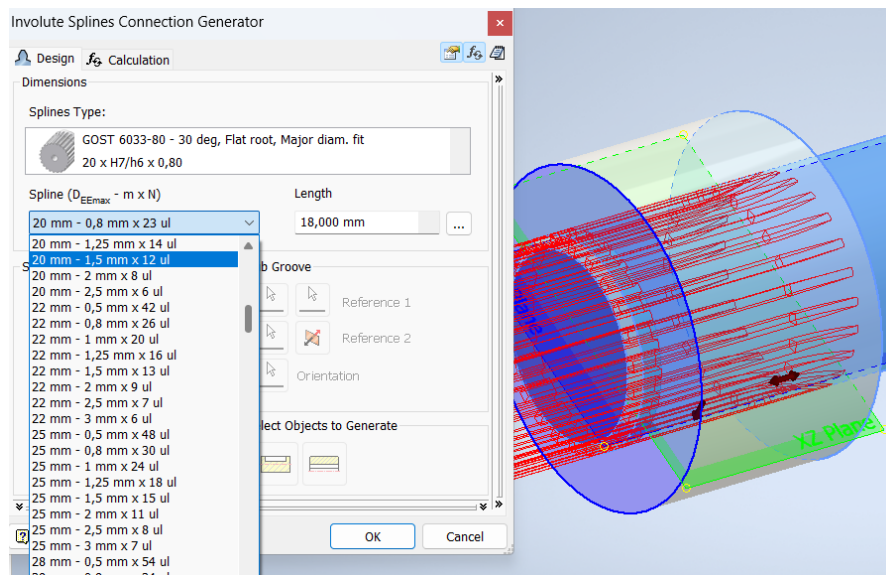 Involute Splines Connection Generator
Design
Calculation
Dimensions
Splines Type:
GOST 6033-80 - 30 deg, Flat root, Major diam. fit
20 x H7/h6 x 0,80
Spline (DEEmax - m x N)
Length
20 mm - 0,8 mm x 23 ul
18,000 mm
...
20 mm - 1,25 mm x 14 ul
20 mm - 1,5 mm x 12 ul
20 mm - 2 mm x 8 ul
20 mm - 2,5 mm x 6 ul
22 mm - 0,5 mm x 42 ul
22 mm - 0,8 mm x 26 ul
22 mm - 1 mm x 20 ul
22 mm - 1,25 mm x 16 ul
22 mm - 1,5 mm x 13 ul
22 mm - 2 mm x 9 ul
22 mm - 2,5 mm x 7 ul
22 mm - 3 mm x 6 ul
25 mm - 0,5 mm x 48 ul
25 mm - 0,8 mm x 30 ul
25 mm - 1 mm x 24 ul
25 mm - 1,25 mm x 18 ul
25 mm - 1,5 mm x 15 ul
25 mm - 2 mm x 11 ul
25 mm - 2,5 mm x 8 ul
25 mm - 3 mm x 7 ul
28 mm - 0,5 mm x 54 ul
b Groove
Reference 1
Reference 2
Orientation
lect Objects to Generate
OK
Cancel
Plane
XZ Plane